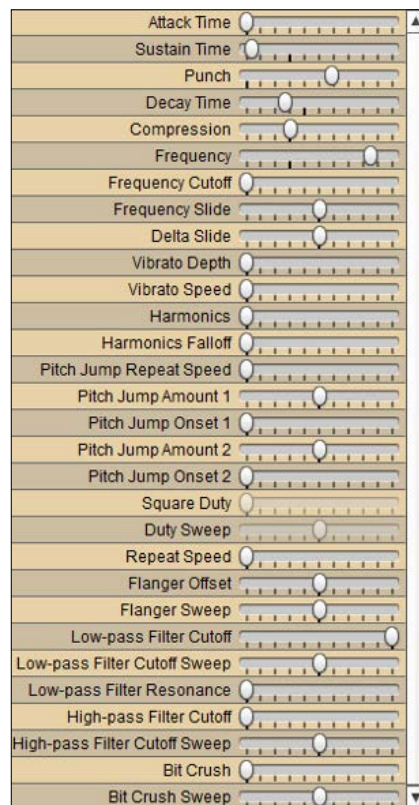 Attack Time
Sustain Time
Punch
Decay Time
Compression
Frequency
Frequency Cutoff
Frequency Slide
Delta Slide
Vibrato Depth
Vibrato Speed
Harmonics
Harmonics Falloff
Pitch Jump Repeat Speed
Pitch Jump Amount 1
Pitch Jump Onset 1
Pitch Jump Amount 2
Pitch Jump Onset 2
Square Duty
Duty Sweep
Repeat Speed
Flanger Offset
Flanger Sweep
Low-pass Filter Cutoff
Low-pass Filter Cutoff Sweep
Low-pass Filter Resonance
High-pass Filter Cutoff
High-pass Filter Cutoff Sweep
Bit Crush
Bit Crush Sweep